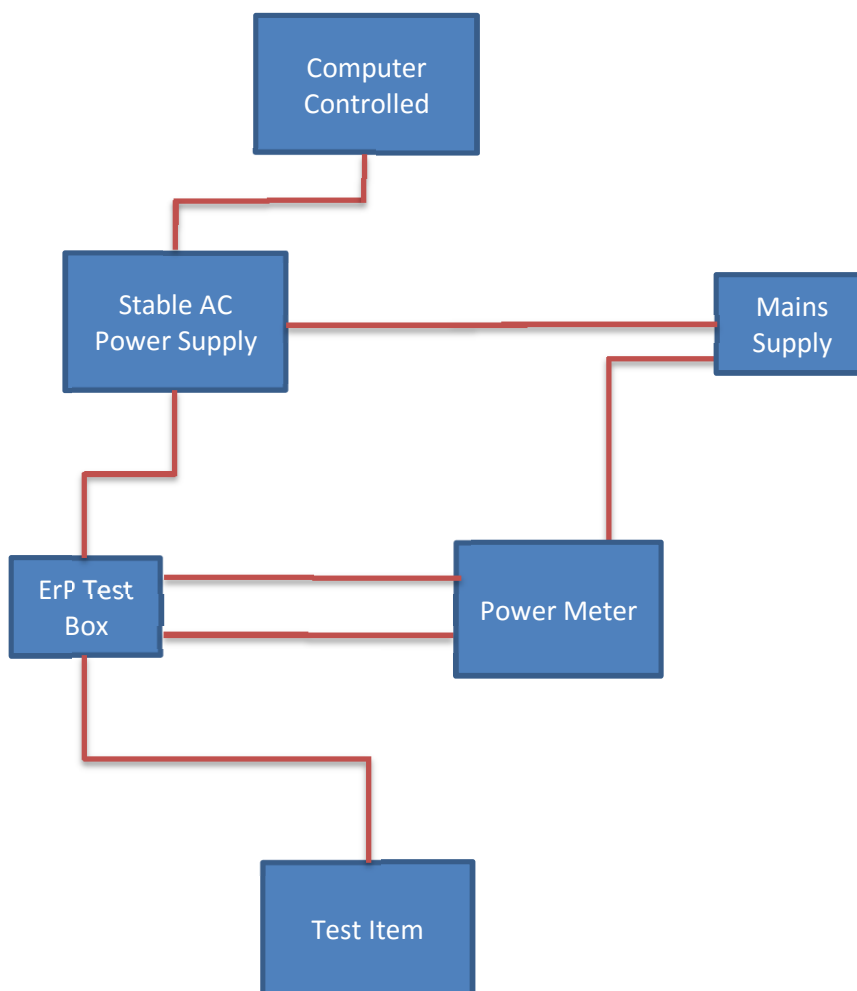 Computer
Controlled
Stable AC
Power Supply
Mains
Supply
ErP Test
Box
Power Meter
Test Item